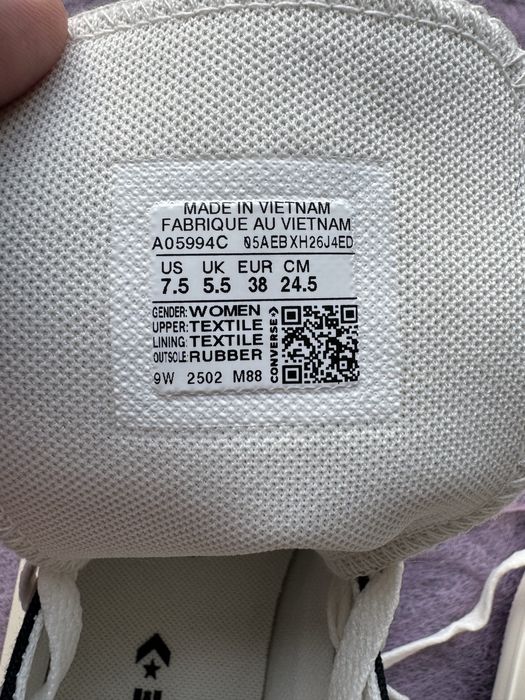 MADE IN VIETNAM
FABRIQUE AU VIETNAM
A05994C 05AEBXH26J4ED
US UK EUR CM
7.5 5.5 38 24.5
GENDER: WOMEN
UPPER: TEXTILE
LINING: TEXTILE
OUTSOLE: RUBBER
CONVERSE
9W 2502 M88